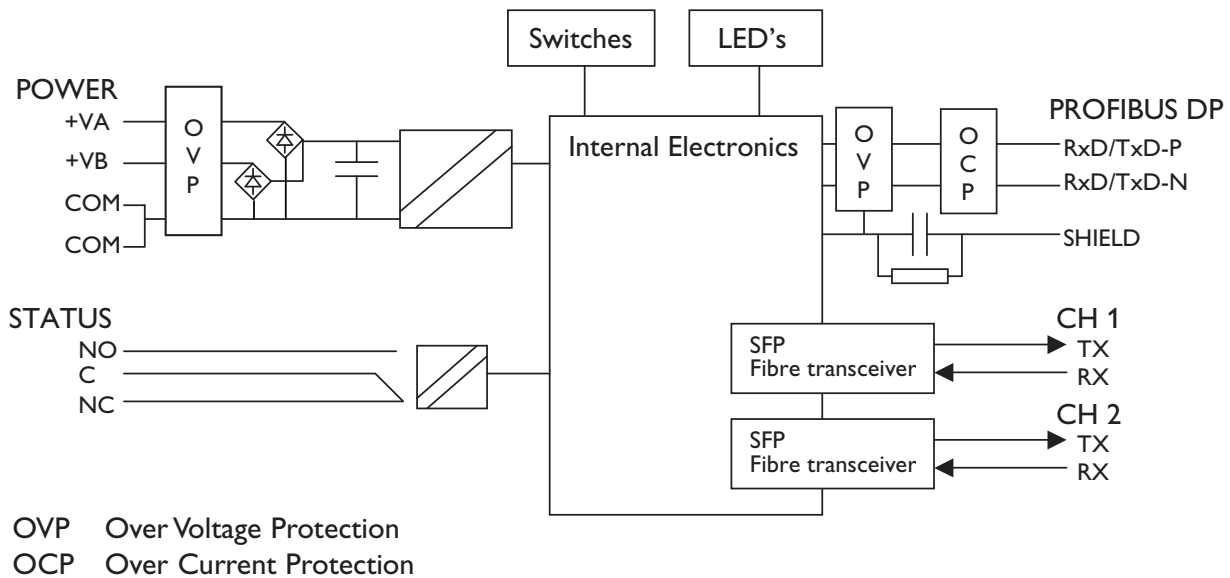 Switches
LED's
POWER
+VA
+VB
COM
COM
O
V
P
Internal Electronics
O
V
P
O
C
P
PROFIBUS DP
RxD/TxD-P
RxD/TxD-N
SHIELD
STATUS
NO
C
NC
SFP
Fibre transceiver
CH 1
TX
RX
SFP
Fibre transceiver
CH 2
TX
RX
OVP Over Voltage Protection
OCP Over Current Protection